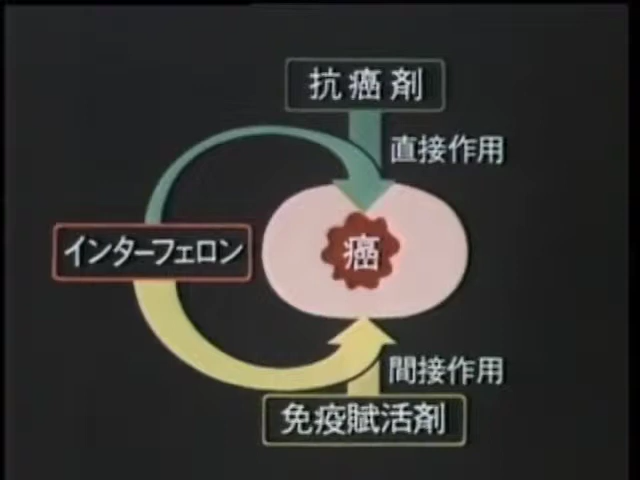 抗癌剤
直接作用
インターフェロン
癌
間接作用
免疫賦活剤